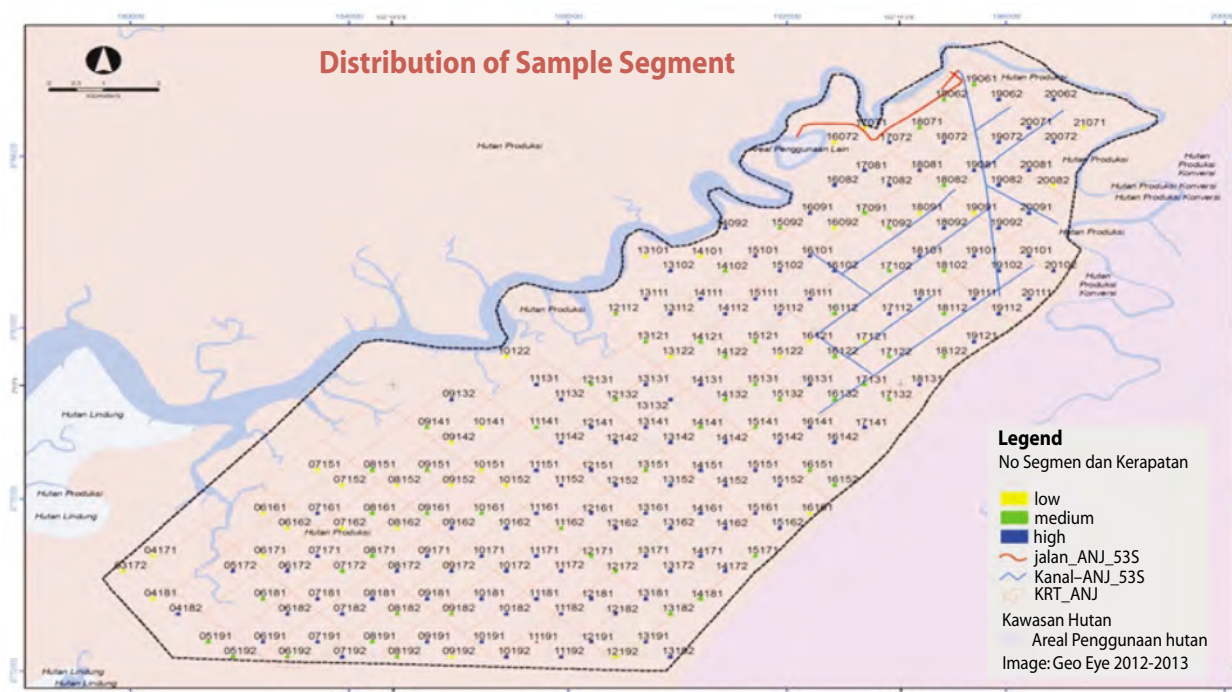 Distribution of Sample Segment
Kilometers
Hutan Produksi
19061
Hutan Produksi
19062 20062
17071 18071 20071 21071
16072 17072 18072 19072 20072
Areal Penggunaan Lain
Hutan Produksi
17081 18081 19081 20081
Hutan Produksi
Hutan
Produksi
Konversi
16082 17082 18082 19082 20082
Hutan Produksi Konversi
Hutan Produksi Konversi
16091 17091 18091 19091 20091
15092 16092 17092 18092 19092
Hutan Produksi
13101 14101 15101 16101 18101 19101 20101
13102 14102 15102 16102 17102 18102 19102 20102
Hutan
Produksi
Konversi
13111 14111 15111 16111 18111 19111 20111
Hutan Produksi
12112 13112 14112 15112 16112 17112 18112 19112
13121 14121 15121 16121 17121 19121
10122 13122 14122 15122 16122 17122 18122
11131 12131 13131 14131 15131 16131 17131 18131
09132 11132 12132 13132 14132 15132 16132 17132
Hutan Lindung
09141 10141 11141 12141 13141 14141 15141 16141 17141
09142 11142 12142 13142 14142 15142 16142
07151 08151 09151 10151 11151 12151 13151 14151 15151 16151
07152 08152 09152 10152 11152 12152 13152 14152 15152 16152
Hutan Produksi
Hutan Lindung
06161 07161 08161 09161 10161 11161 12161 13161 14161 15161 16161
06162 07162 08162 09162 10162 11162 12162 13162 14162 15162
Hutan Produksi
04171 06171 07171 08171 09171 10171 11171 12171 13171 14171 15171
03172 05172 06172 07172 08172 09172 10172 11172 12172 13172 14172
04181 06181 07181 08181 09181 10181 11181 12181 13181 14181
04182 06182 07182 08182 09182 10182 11182 12182 13182
05191 06191 07191 08191 09191 10191 11191 12191 13191
05192 06192 07192 08192 09192 10192 11192 12192 13192
Hutan Lindung
Hutan Lindung
Legend
No Segmen dan Kerapatan
low
medium
high
jalan_ANJ_53S
Kanal–ANJ_53S
KRT_ANJ
Kawasan Hutan
Areal Penggunaan hutan
Image: Geo Eye 2012-2013